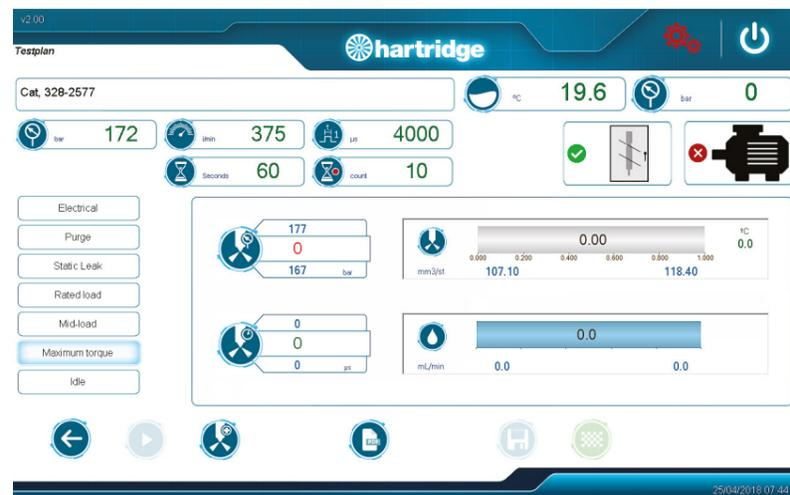 v2.00
Testplan
hartridge
Cat, 328-2577
°C 19.6
bar 0
bar 172
l/min 375
µs 4000
Seconds 60
count 10
Electrical
Purge
Static Leak
Rated load
Mid-load
Maximum torque
Idle
177
0
167 bar
0.00
0.000 0.200 0.400 0.600 0.800 1.000
mm3/st 107.10 118.40
°C
0.0
0
0
0 µs
0.0
mL/min 0.0 0.0
PDF
25/04/2018 07:44